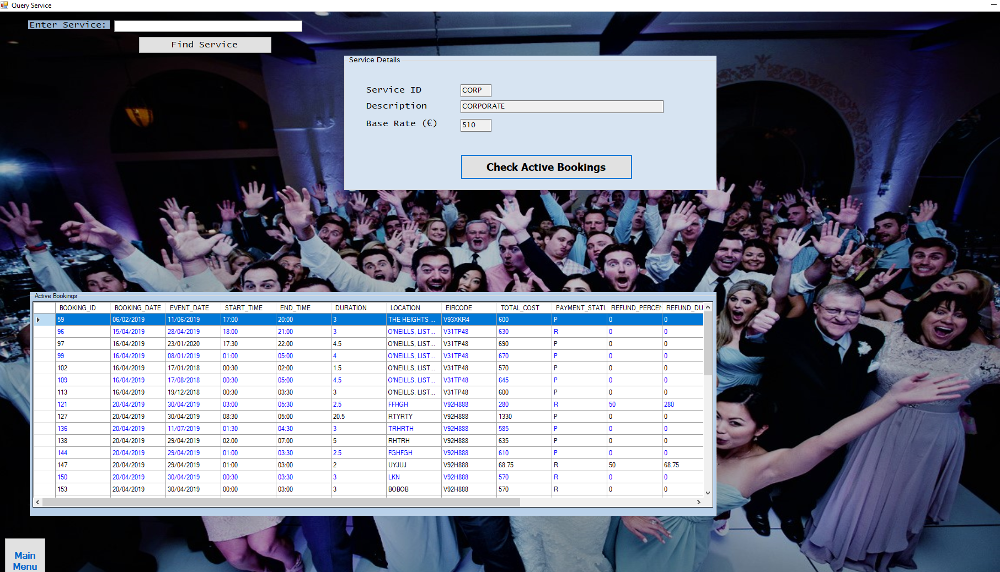 Query Service
Enter Service:
Find Service
Service Details
Service ID CORP
Description CORPORATE
Base Rate (€) 510
Check Active Bookings
Active Bookings
BOOKING_ID BOOKING_DATE EVENT_DATE START_TIME END_TIME DURATION LOCATION EIRCODE TOTAL_COST PAYMENT_STATU REFUND_PERCEN REFUND_DU
59 06/02/2019 11/06/2019 17:00 20:00 3 THE HEIGHTS ... V93XKR4 600 P 0 0
96 15/04/2019 28/04/2019 18:00 21:00 3 O'NEILLS, LIST... V31TP48 630 R 0 0
97 16/04/2019 23/01/2020 17:30 22:00 4.5 O'NEILLS, LIST... V31TP48 690 P 0 0
99 16/04/2019 08/01/2019 01:00 05:00 4 O'NEILLS, LIST... V31TP48 670 P 0 0
102 16/04/2019 17/01/2018 00:30 02:00 1.5 O'NEILLS, LIST... V31TP48 570 P 0 0
109 16/04/2019 17/08/2018 00:30 05:00 4.5 O'NEILLS, LIST... V31TP48 645 P 0 0
113 16/04/2019 19/12/2018 00:30 03:30 3 O'NEILLS, LIST... V31TP48 600 P 0 0
121 20/04/2019 30/04/2019 03:00 05:30 2.5 FFHGH V92H888 280 R 50 280
127 20/04/2019 30/04/2019 08:30 05:00 20.5 RTYRTY V92H888 1330 P 0 0
136 20/04/2019 11/07/2019 01:30 04:30 3 TRHRTH V92H888 585 P 0 0
138 20/04/2019 29/04/2019 02:00 07:00 5 RHTRH V92H888 635 P 0 0
144 20/04/2019 29/04/2019 01:00 03:30 2.5 FGHFGH V92H888 610 P 0 0
147 20/04/2019 29/04/2019 01:00 03:00 2 UYJUJ V92H888 68.75 R 50 68.75
150 20/04/2019 30/04/2019 00:30 03:30 3 LKN V92H888 570 R 0 0
153 20/04/2019 30/04/2019 00:00 03:00 3 BOBOB V92H888 570 R 0 0
Main
Menu